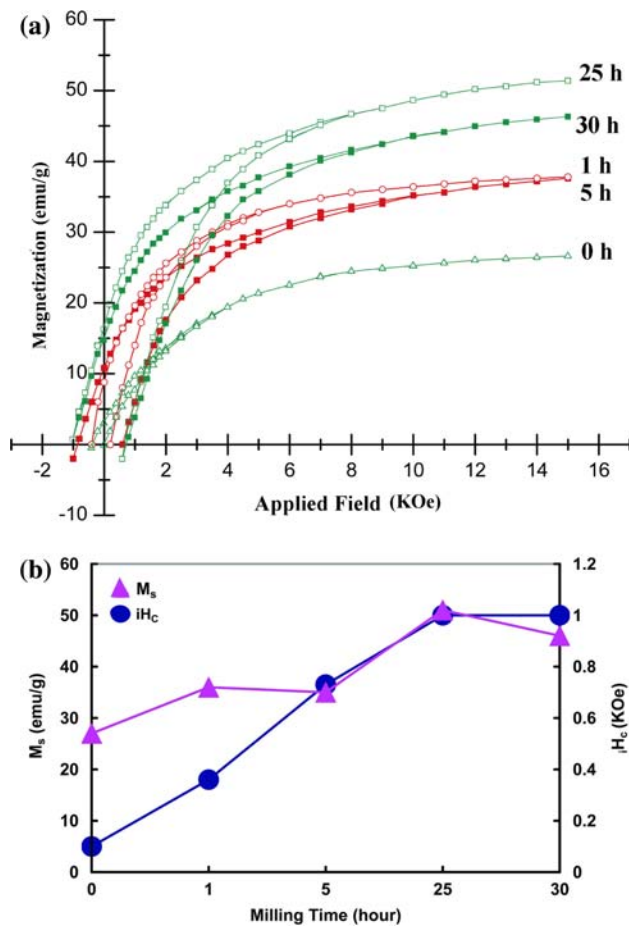 (a)
60
50
40
30
20
10
-10
-2
2
4
6
8
10
12
14
16
Magnetization (emu/g)
Applied Field (KOe)
25 h
30 h
1 h
5 h
0 h
(b)
Ms
iHc
60
50
40
30
20
10
0
Ms (emu/g)
1.2
1
0.8
0.6
0.4
0.2
0
iHc (KOe)
0 1 5 25 30
Milling Time (hour)